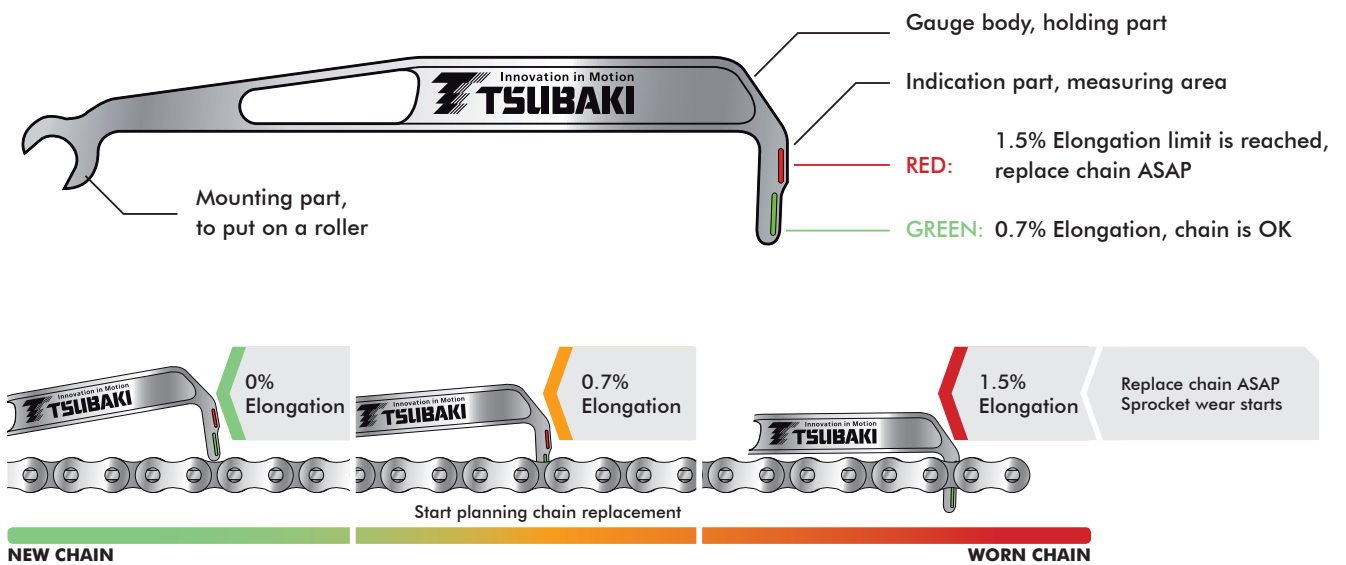 Gauge body, holding part
Innovation in Motion
TSUBAKI
Indication part, measuring area
RED: 1.5% Elongation limit is reached,
replace chain ASAP
Mounting part,
to put on a roller
GREEN: 0.7% Elongation, chain is OK
Innovation in Motion
TSUBAKI
0%
Elongation
Innovation in Motion
TSUBAKI
0.7%
Elongation
Innovation in Motion
TSUBAKI
1.5%
Elongation
Replace chain ASAP
Sprocket wear starts
Start planning chain replacement
NEW CHAIN
WORN CHAIN